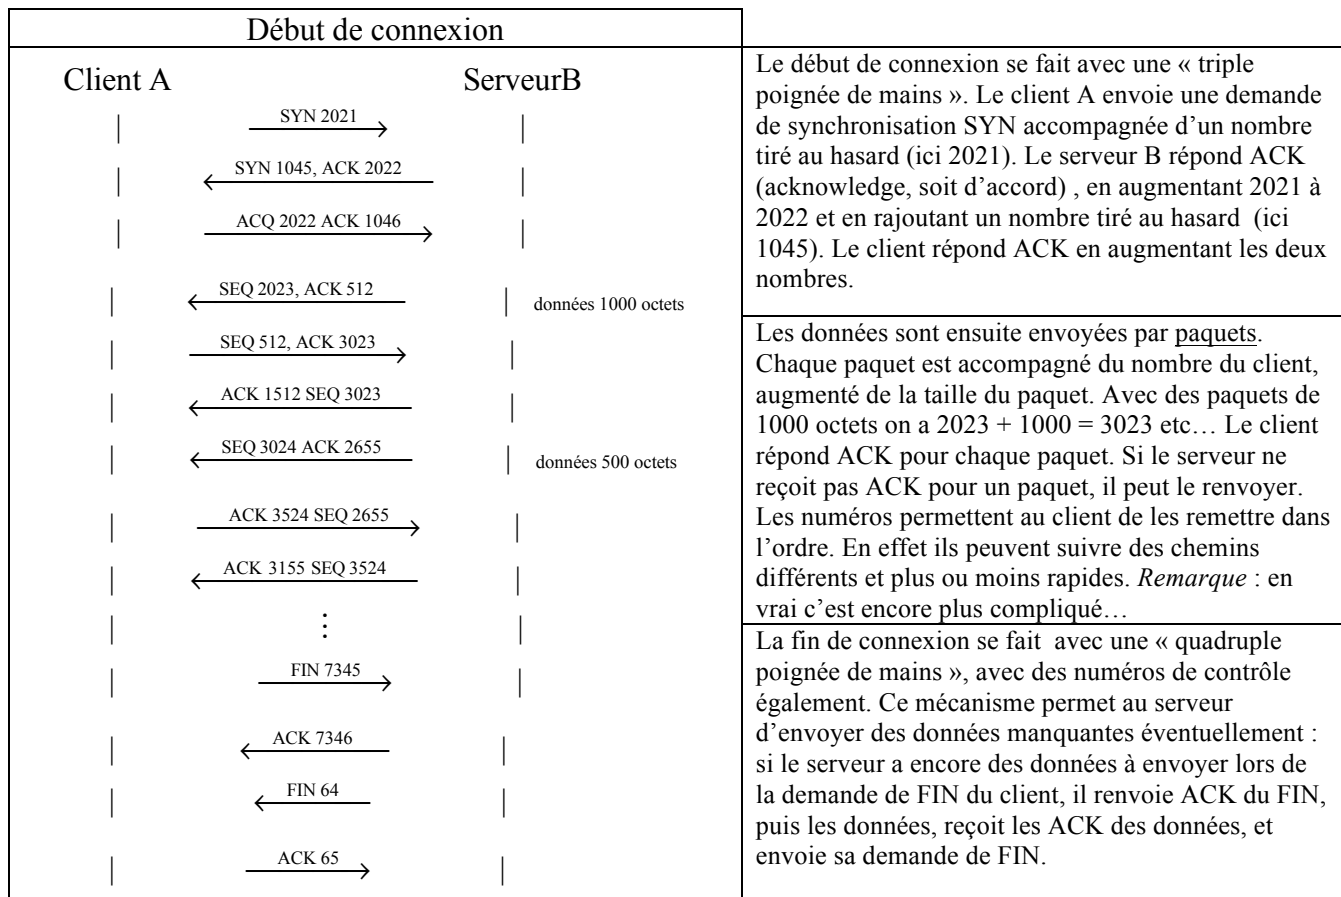 Début de connexion
Client A
ServeurB
SYN 2021
SYN 1045, ACK 2022
ACQ 2022 ACK 1046
SEQ 2023, ACK 512
données 1000 octets
SEQ 512, ACK 3023
ACK 1512 SEQ 3023
SEQ 3024 ACK 2655
données 500 octets
ACK 3524 SEQ 2655
ACK 3155 SEQ 3524
⋮
FIN 7345
ACK 7346
FIN 64
ACK 65
Le début de connexion se fait avec une « triple
poignée de mains ». Le client A envoie une demande
de synchronisation SYN accompagnée d’un nombre
tiré au hasard (ici 2021). Le serveur B répond ACK
(acknowledge, soit d’accord) , en augmentant 2021 à
2022 et en rajoutant un nombre tiré au hasard (ici
1045). Le client répond ACK en augmentant les deux
nombres.
Les données sont ensuite envoyées par paquets.
Chaque paquet est accompagné du nombre du client,
augmenté de la taille du paquet. Avec des paquets de
1000 octets on a 2023 + 1000 = 3023 etc… Le client
répond ACK pour chaque paquet. Si le serveur ne
reçoit pas ACK pour un paquet, il peut le renvoyer.
Les numéros permettent au client de les remettre dans
l’ordre. En effet ils peuvent suivre des chemins
différents et plus ou moins rapides. Remarque : en
vrai c’est encore plus compliqué…
La fin de connexion se fait avec une « quadruple
poignée de mains », avec des numéros de contrôle
également. Ce mécanisme permet au serveur
d’envoyer des données manquantes éventuellement :
si le serveur a encore des données à envoyer lors de
la demande de FIN du client, il renvoie ACK du FIN,
puis les données, reçoit les ACK des données, et
envoie sa demande de FIN.